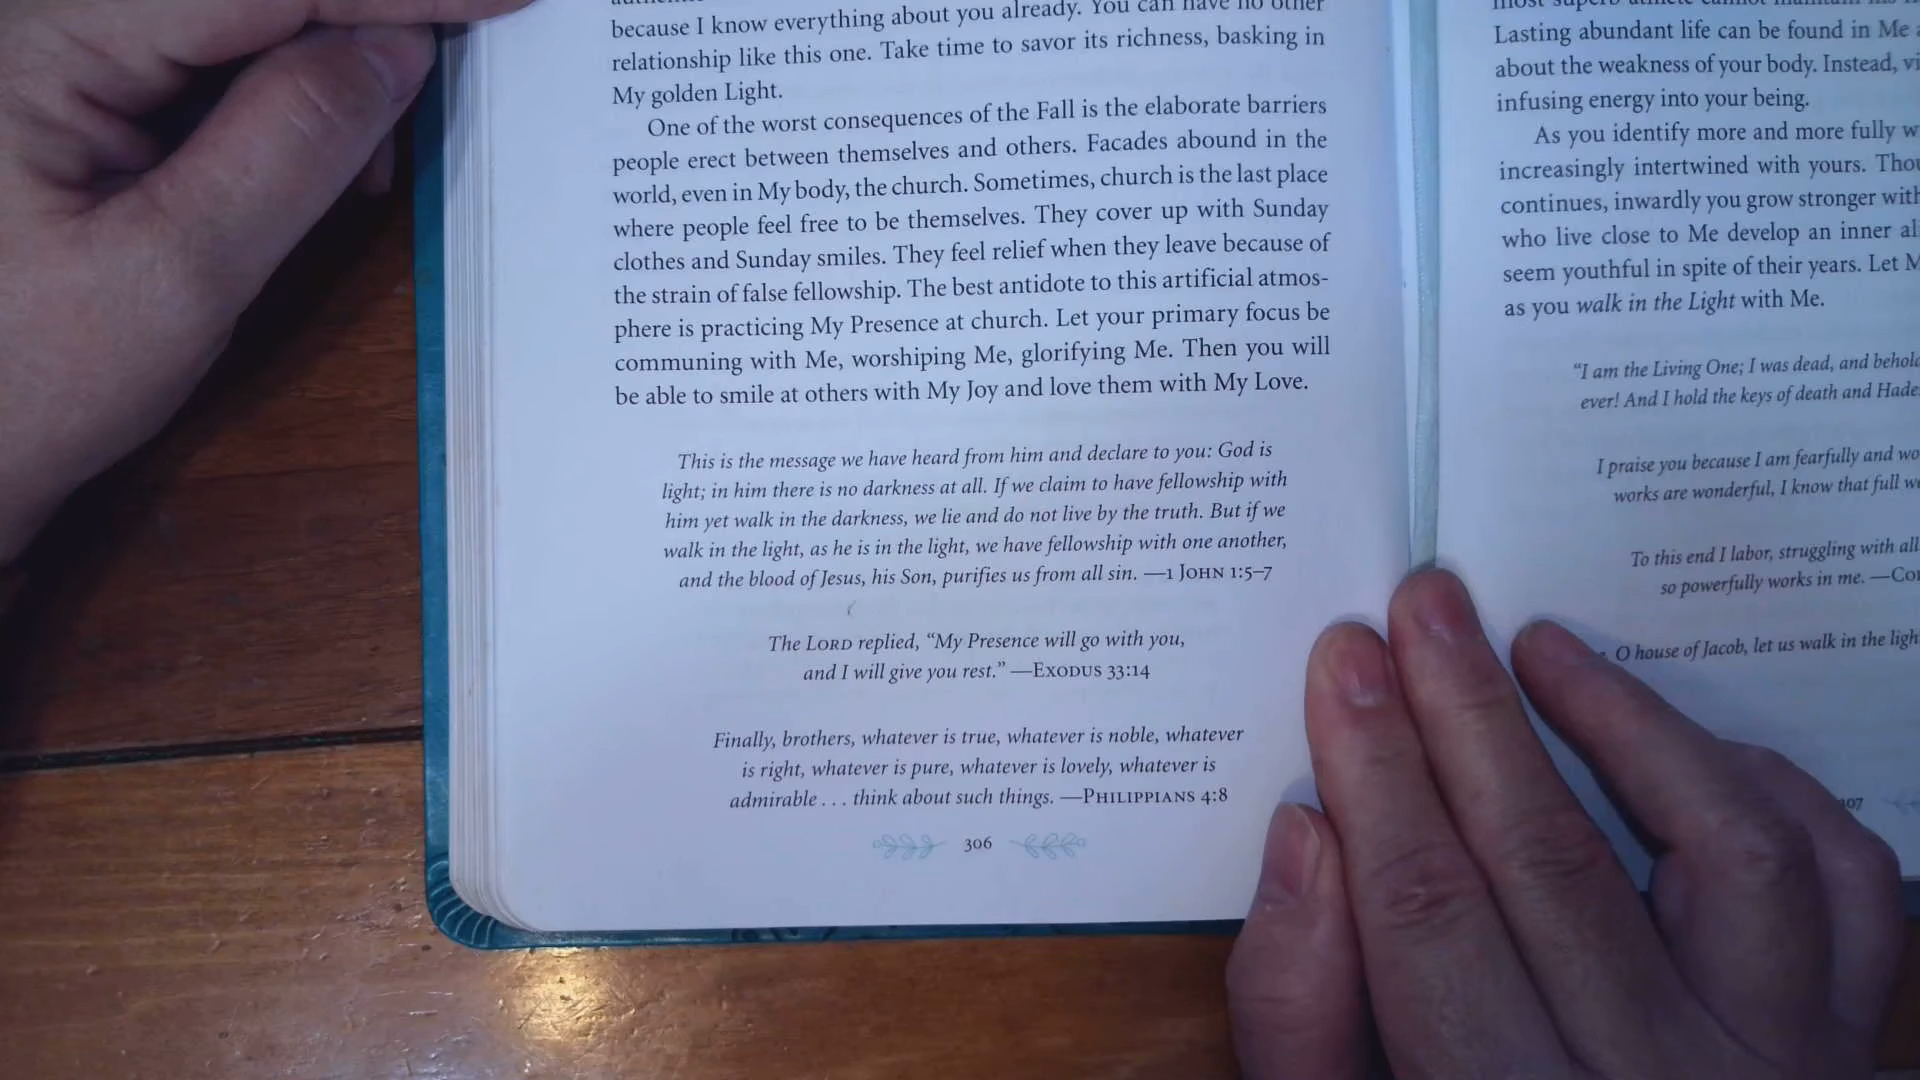 because I know everything about you already. You can have no other
relationship like this one. Take time to savor its richness, basking in
My golden Light.
One of the worst consequences of the Fall is the elaborate barriers
people erect between themselves and others. Facades abound in the
world, even in My body, the church. Sometimes, church is the last place
where people feel free to be themselves. They cover up with Sunday
clothes and Sunday smiles. They feel relief when they leave because of
the strain of false fellowship. The best antidote to this artificial atmos-
phere is practicing My Presence at church. Let your primary focus be
communing with Me, worshiping Me, glorifying Me. Then you will
be able to smile at others with My Joy and love them with My Love.
This is the message we have heard from him and declare to you: God is
light; in him there is no darkness at all. If we claim to have fellowship with
him yet walk in the darkness, we lie and do not live by the truth. But if we
walk in the light, as he is in the light, we have fellowship with one another,
and the blood of Jesus, his Son, purifies us from all sin. —1 JOHN 1:5–7
The LORD replied, “My Presence will go with you,
and I will give you rest.” —EXODUS 33:14
Finally, brothers, whatever is true, whatever is noble, whatever
is right, whatever is pure, whatever is lovely, whatever is
admirable . . . think about such things. —PHILIPPIANS 4:8
306
Lasting abundant life can be found in Me
about the weakness of your body. Instead,
infusing energy into your being.
As you identify more and more fully
increasingly intertwined with yours.
continues, inwardly you grow stronger
who live close to Me develop an inner
seem youthful in spite of their years. Let
as you walk in the Light with Me.
“I am the Living One; I was dead, and
ever! And I hold the keys of death and
I praise you because I am fearfully and
works are wonderful, I know that full
To this end I labor, struggling with all
so powerfully works in me. —
O house of Jacob, let us walk in the